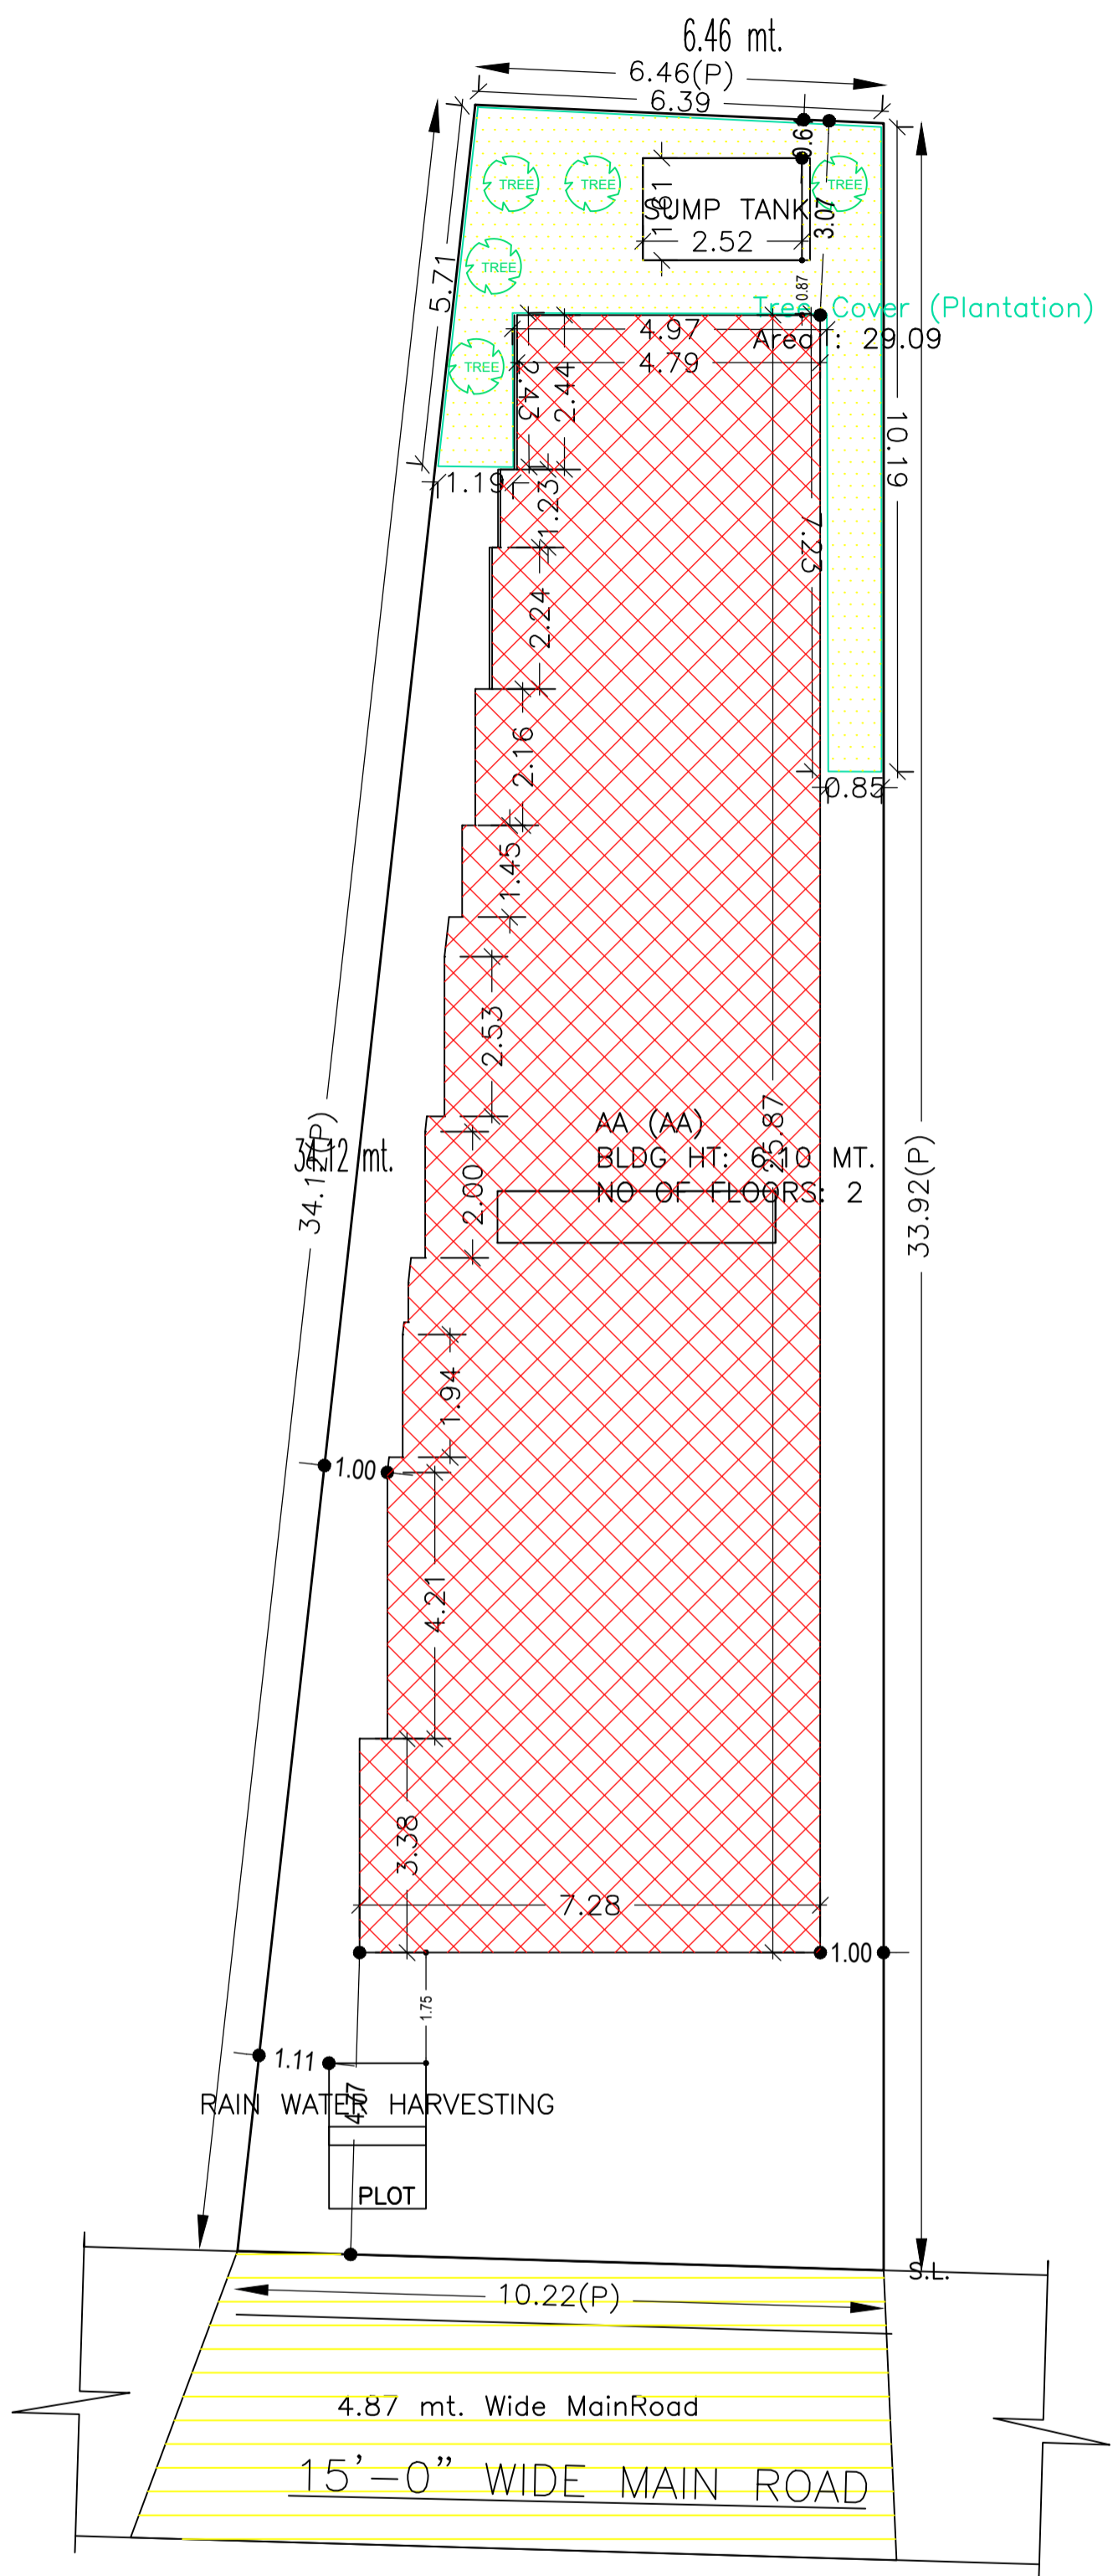 6.46 mt.
6.46(P)
6.39
TREE
TREE
TREE
TREE
TREE
1.61
SUMP TANK
2.52
3.07
0.87
5.71
Tree Cover (Plantation)
Area : 29.09
4.97
4.79
2.43
2.44
10.19
1.19
1.23
7.23
2.24
2.16
0.85
1.45
2.53
AA (AA)
BLDG HT: 6.10 MT.
NO OF FLOORS: 2
25.87
34.12(P)
34.12 mt.
33.92(P)
2.00
1.94
1.00
4.21
3.38
7.28
1.00
1.75
1.11
4.77
RAIN WATER HARVESTING
PLOT
S.L.
10.22(P)
4.87 mt. Wide MainRoad
15'-0" WIDE MAIN ROAD